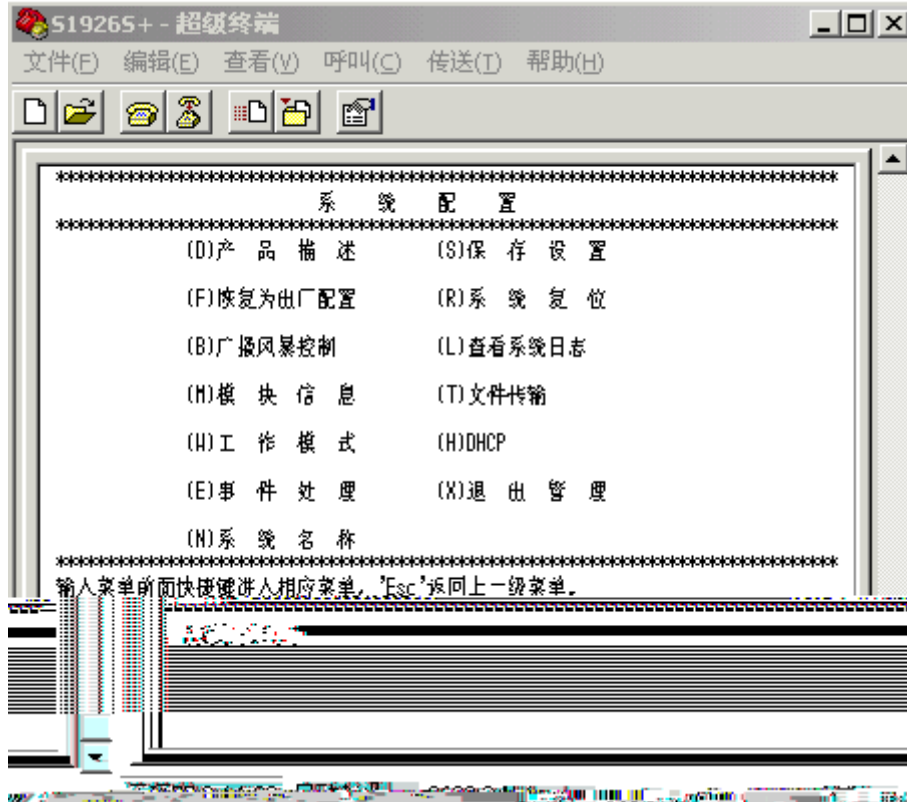 S1926S+ - 超级终端
文件(F) 编辑(E) 查看(V) 呼叫(C) 传送(T) 帮助(H)
************************************************************************
系 统 配 置
************************************************************************
(D)产 品 描 述 (S)保 存 设 置
(F)恢复为出厂配置 (R)系 统 复 位
(B)广播风暴控制 (L)查看系统日志
(M)模 块 信 息 (T)文件传输
(W)工 作 模 式 (H)DHCP
(E)事 件 处 理 (X)退 出 管 理
(N)系 统 名 称
************************************************************************
输入菜单前面快捷键进入相应菜单，'Esc'返回上一级菜单.